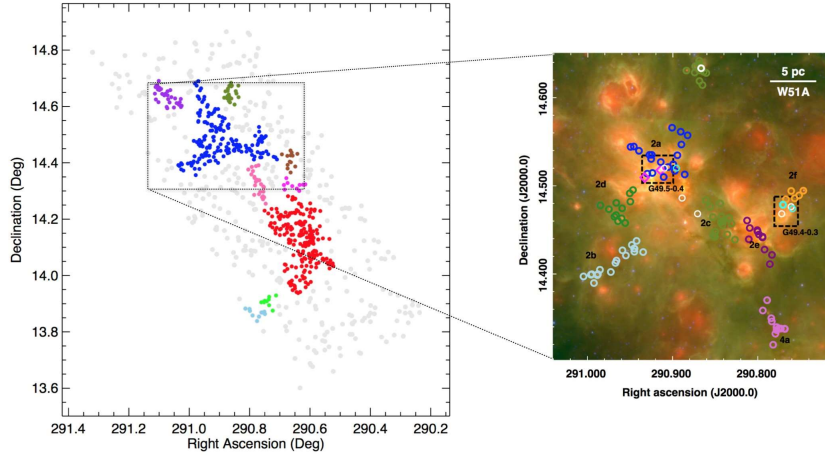 14.8
14.6
14.4
14.2
14.0
13.8
13.6
Declination (Deg)
291.4 291.2 291.0 290.8 290.6 290.4 290.2
Right Ascension (Deg)
5 pc
W51A
2a
G49.5-0.4
2d
2f
2c
G49.4-0.3
2e
2b
4a
14.600
14.500
14.400
Declination (J2000.0)
291.000 290.900 290.800
Right ascension (J2000.0)